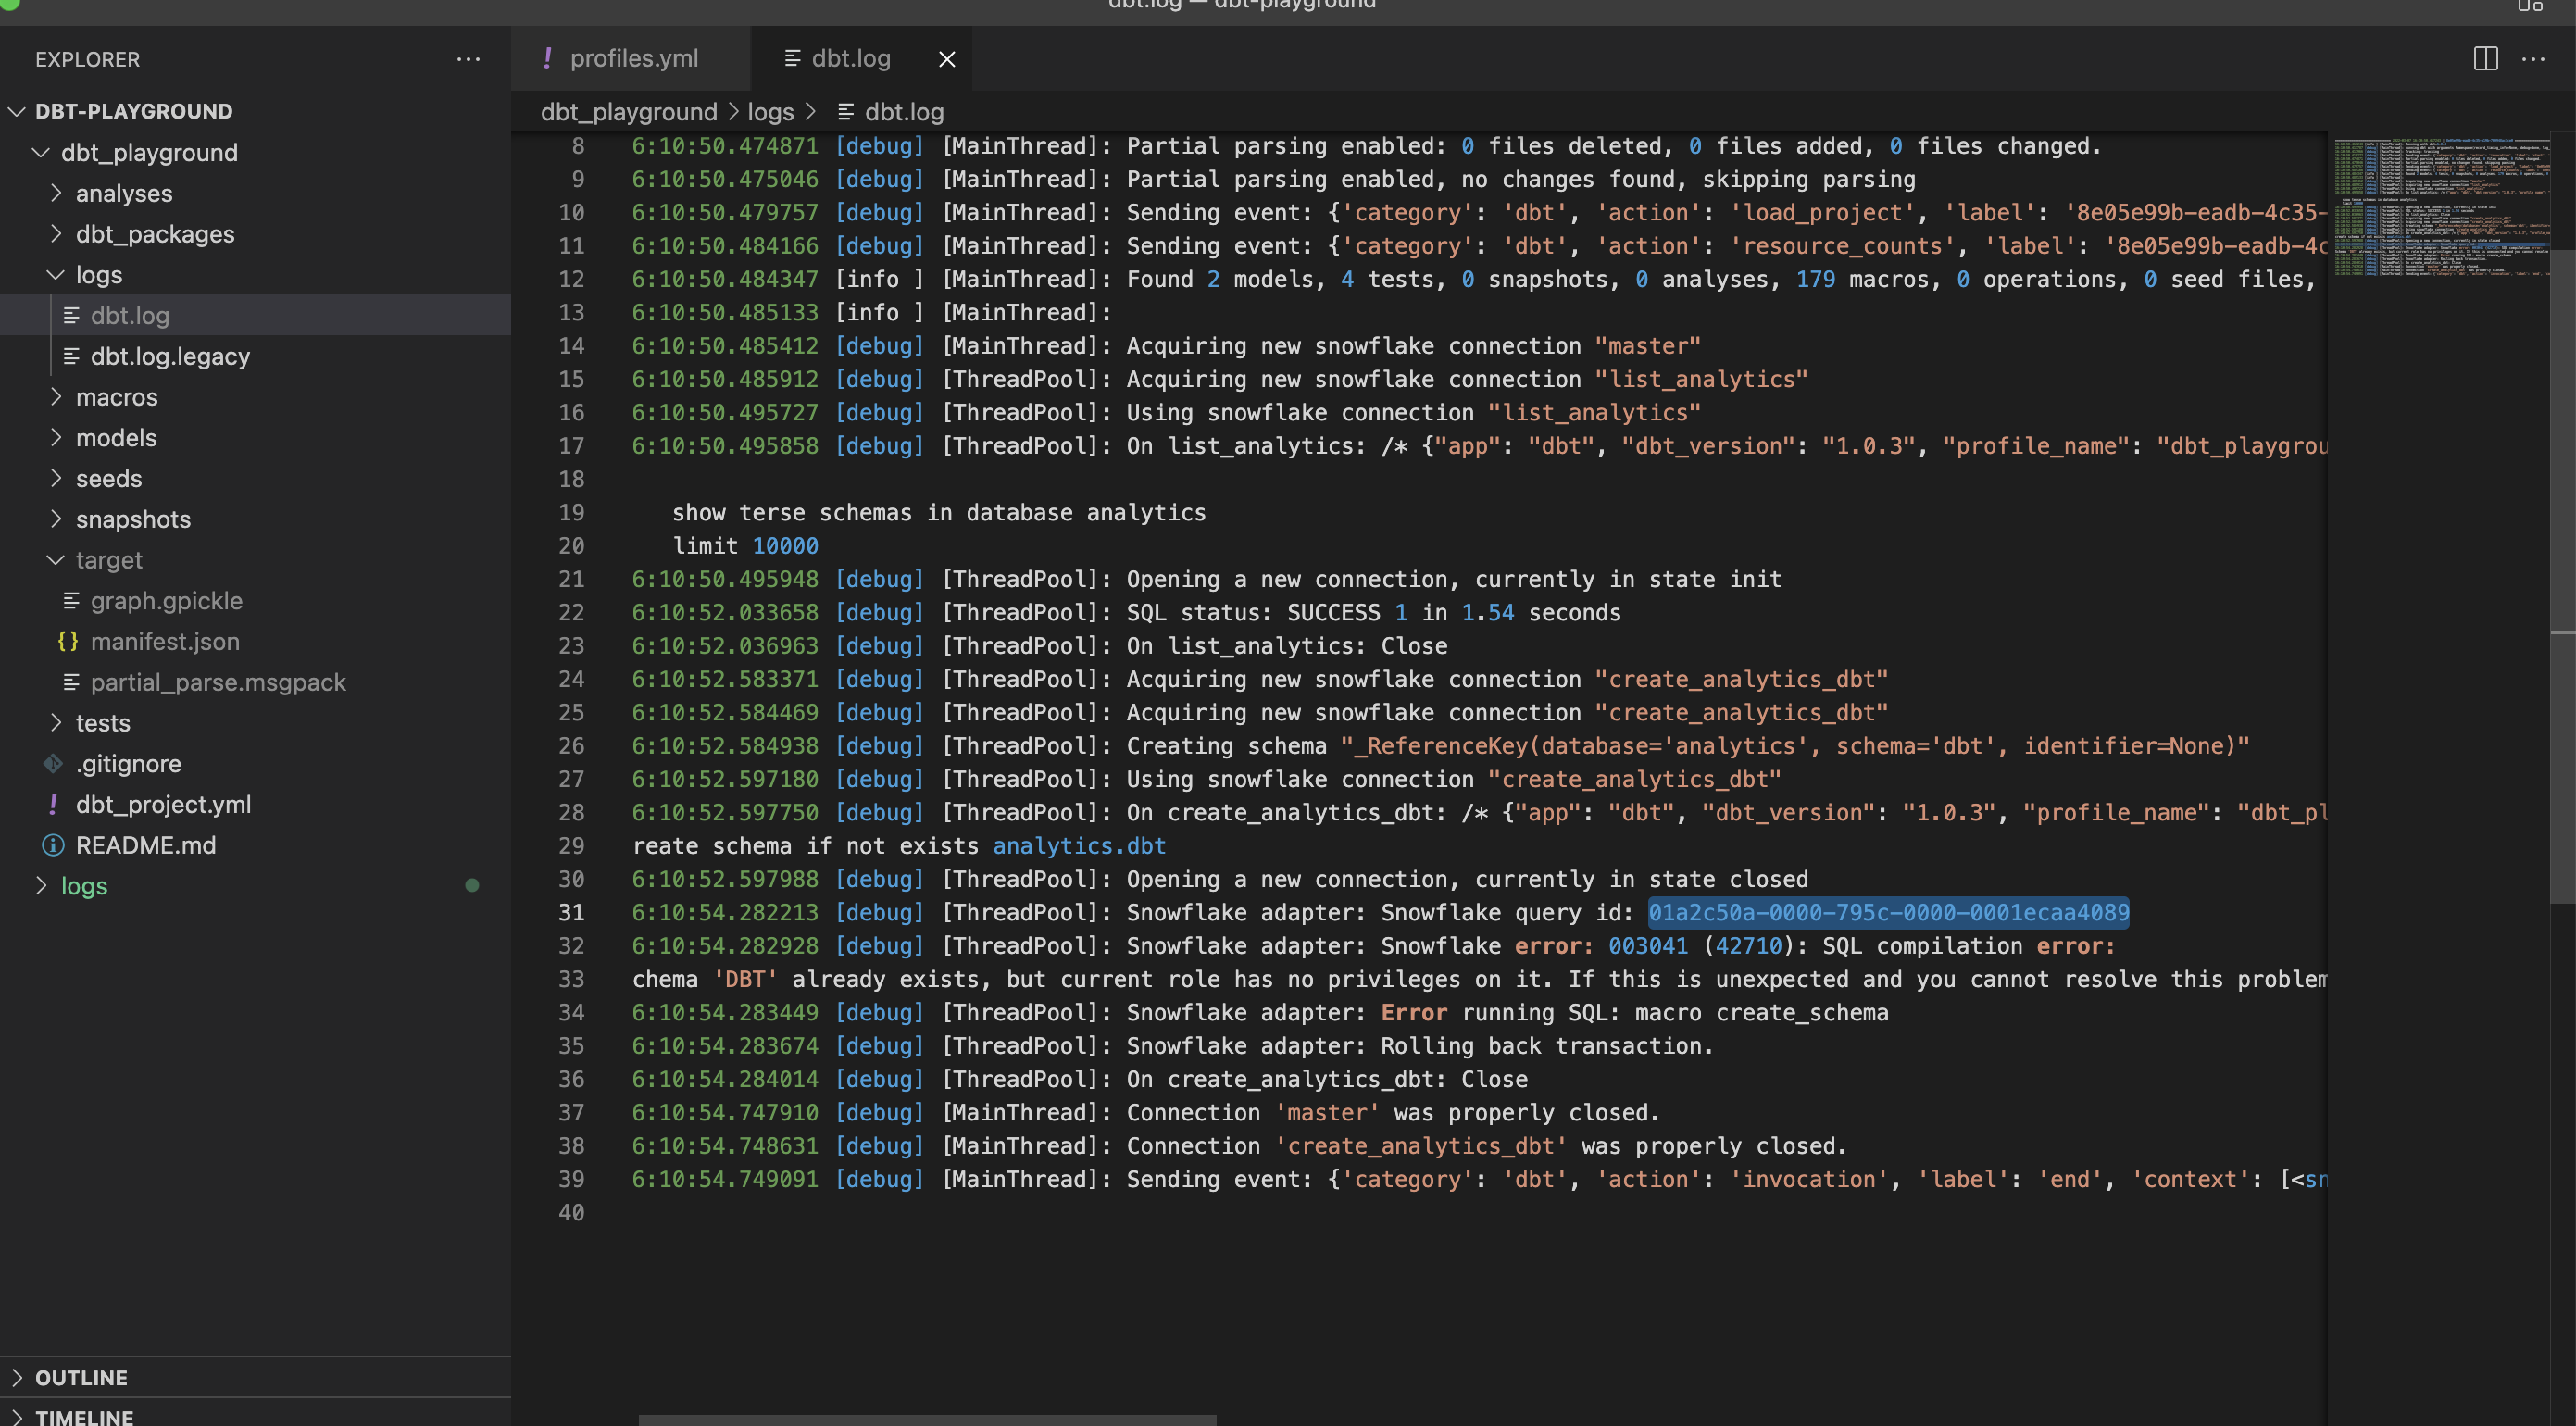 dbt.log — dbt-playground
EXPLORER
DBT-PLAYGROUND
dbt_playground
analyses
dbt_packages
logs
dbt.log
dbt.log.legacy
macros
models
seeds
snapshots
target
graph.gpickle
manifest.json
partial_parse.msgpack
tests
.gitignore
dbt_project.yml
README.md
logs
OUTLINE
TIMELINE
profiles.yml
dbt.log
dbt_playground > logs > dbt.log
8 6:10:50.474871 [debug] [MainThread]: Partial parsing enabled: 0 files deleted, 0 files added, 0 files changed.
9 6:10:50.475046 [debug] [MainThread]: Partial parsing enabled, no changes found, skipping parsing
10 6:10:50.479757 [debug] [MainThread]: Sending event: {'category': 'dbt', 'action': 'load_project', 'label': '8e05e99b-eadb-4c35-
11 6:10:50.484166 [debug] [MainThread]: Sending event: {'category': 'dbt', 'action': 'resource_counts', 'label': '8e05e99b-eadb-4c
12 6:10:50.484347 [info ] [MainThread]: Found 2 models, 4 tests, 0 snapshots, 0 analyses, 179 macros, 0 operations, 0 seed files,
13 6:10:50.485133 [info ] [MainThread]:
14 6:10:50.485412 [debug] [MainThread]: Acquiring new snowflake connection "master"
15 6:10:50.485912 [debug] [ThreadPool]: Acquiring new snowflake connection "list_analytics"
16 6:10:50.495727 [debug] [ThreadPool]: Using snowflake connection "list_analytics"
17 6:10:50.495858 [debug] [ThreadPool]: On list_analytics: /* {"app": "dbt", "dbt_version": "1.0.3", "profile_name": "dbt_playgrou
18
19 show terse schemas in database analytics
20 limit 10000
21 6:10:50.495948 [debug] [ThreadPool]: Opening a new connection, currently in state init
22 6:10:52.033658 [debug] [ThreadPool]: SQL status: SUCCESS 1 in 1.54 seconds
23 6:10:52.036963 [debug] [ThreadPool]: On list_analytics: Close
24 6:10:52.583371 [debug] [ThreadPool]: Acquiring new snowflake connection "create_analytics_dbt"
25 6:10:52.584469 [debug] [ThreadPool]: Acquiring new snowflake connection "create_analytics_dbt"
26 6:10:52.584938 [debug] [ThreadPool]: Creating schema "_ReferenceKey(database='analytics', schema='dbt', identifier=None)"
27 6:10:52.597180 [debug] [ThreadPool]: Using snowflake connection "create_analytics_dbt"
28 6:10:52.597750 [debug] [ThreadPool]: On create_analytics_dbt: /* {"app": "dbt", "dbt_version": "1.0.3", "profile_name": "dbt_pl
29 reate schema if not exists analytics.dbt
30 6:10:52.597988 [debug] [ThreadPool]: Opening a new connection, currently in state closed
31 6:10:54.282213 [debug] [ThreadPool]: Snowflake adapter: Snowflake query id: 01a2c50a-0000-795c-0000-0001ecaa4089
32 6:10:54.282928 [debug] [ThreadPool]: Snowflake adapter: Snowflake error: 003041 (42710): SQL compilation error:
33 chema 'DBT' already exists, but current role has no privileges on it. If this is unexpected and you cannot resolve this problem
34 6:10:54.283449 [debug] [ThreadPool]: Snowflake adapter: Error running SQL: macro create_schema
35 6:10:54.283674 [debug] [ThreadPool]: Snowflake adapter: Rolling back transaction.
36 6:10:54.284014 [debug] [ThreadPool]: On create_analytics_dbt: Close
37 6:10:54.747910 [debug] [MainThread]: Connection 'master' was properly closed.
38 6:10:54.748631 [debug] [MainThread]: Connection 'create_analytics_dbt' was properly closed.
39 6:10:54.749091 [debug] [MainThread]: Sending event: {'category': 'dbt', 'action': 'invocation', 'label': 'end', 'context': [<sn
40